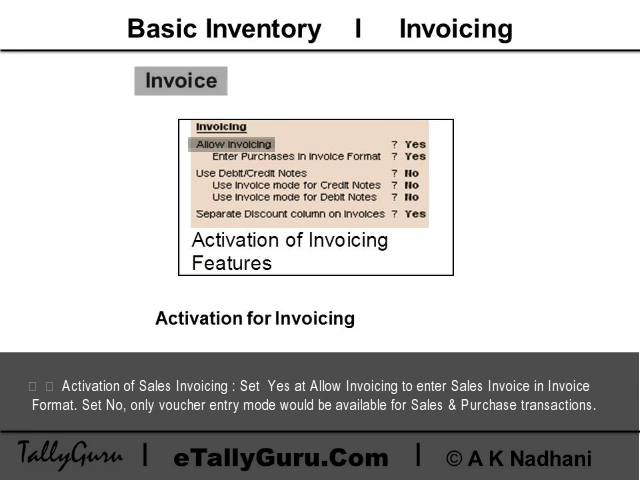 Basic Inventory I Invoicing
Invoice
Invoicing
Allow Invoicing ? Yes
Enter Purchases in Invoice Format ? Yes
Use Debit/Credit Notes ? No
Use Invoice mode for Credit Notes ? No
Use Invoice mode for Debit Notes ? No
Separate Discount column on Invoices ? Yes
Activation of Invoicing
Features
Activation for Invoicing
Activation of Sales Invoicing : Set Yes at Allow Invoicing to enter Sales Invoice in Invoice
Format. Set No, only voucher entry mode would be available for Sales & Purchase transactions.
TallyGuru | eTallyGuru.Com | © A K Nadhani